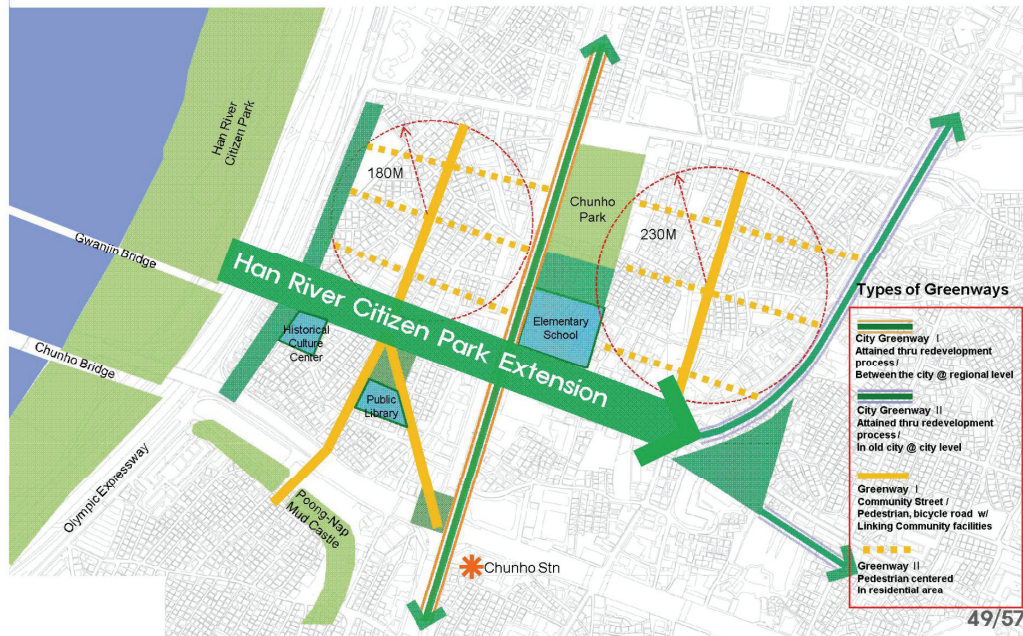 Han River
Citizen Park
180M
Chunho
Park
230M
Gwanjin Bridge
Han River Citizen Park Extension
Types of Greenways
Elementary
School
Historical
Culture
Center
City Greenway Ⅰ
Attained thru redevelopment
process/
Between the city @ regional level
Chunho Bridge
Public
Library
City Greenway Ⅱ
Attained thru redevelopment
process/
In old city @ city level
Olympic Expressway
Poong-Nap
Mud Castle
Greenway Ⅰ
Community Street /
Pedestrian, bicycle road w/
Linking Community facilities
Chunho Stn
Greenway Ⅱ
Pedestrian centered
In residential area
49/57